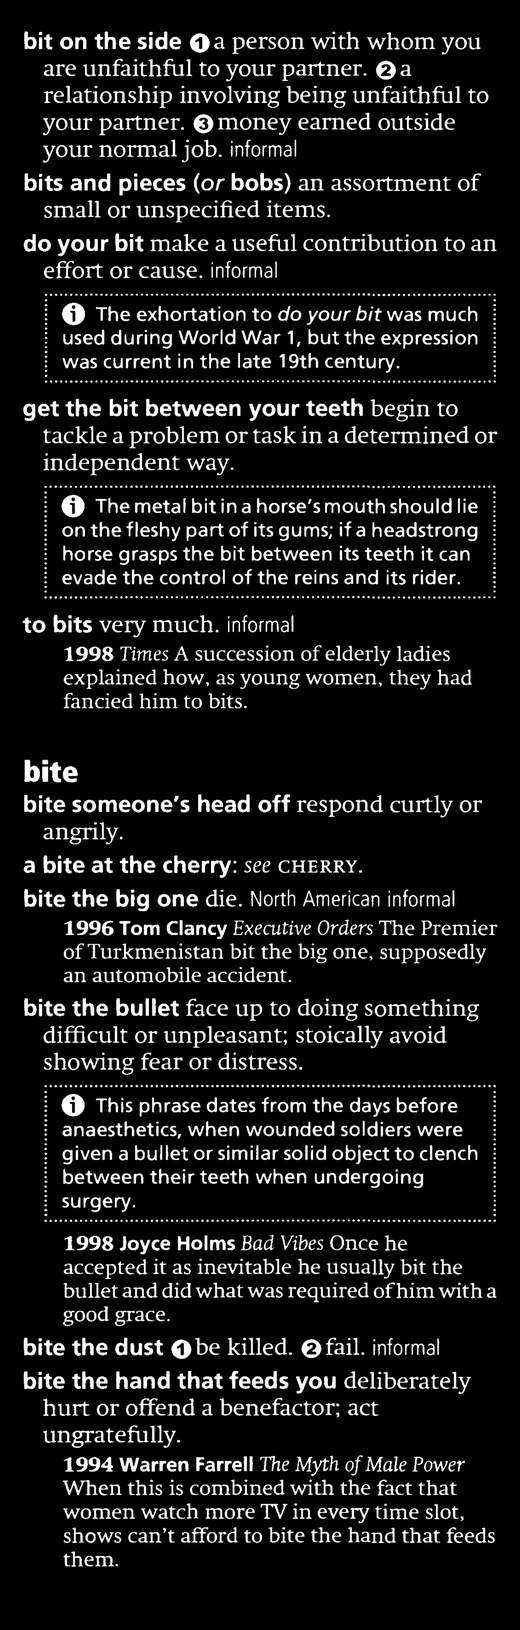 bit on the side ❶ a person with whom you
are unfaithful to your partner. ❷ a
relationship involving being unfaithful to
your partner. ❸ money earned outside
your normal job. informal
bits and pieces (or bobs) an assortment of
small or unspecified items.
do your bit make a useful contribution to an
effort or cause. informal
ⓘ The exhortation to do your bit was much
used during World War 1, but the expression
was current in the late 19th century.
get the bit between your teeth begin to
tackle a problem or task in a determined or
independent way.
ⓘ The metal bit in a horse's mouth should lie
on the fleshy part of its gums; if a headstrong
horse grasps the bit between its teeth it can
evade the control of the reins and its rider.
to bits very much. informal
1998 Times A succession of elderly ladies
explained how, as young women, they had
fancied him to bits.
bite
bite someone's head off respond curtly or
angrily.
a bite at the cherry: see CHERRY.
bite the big one die. North American informal
1996 Tom Clancy Executive Orders The Premier
of Turkmenistan bit the big one, supposedly
an automobile accident.
bite the bullet face up to doing something
difficult or unpleasant; stoically avoid
showing fear or distress.
ⓘ This phrase dates from the days before
anaesthetics, when wounded soldiers were
given a bullet or similar solid object to clench
between their teeth when undergoing
surgery.
1998 Joyce Holms Bad Vibes Once he
accepted it as inevitable he usually bit the
bullet and did what was required of him with a
good grace.
bite the dust ❶ be killed. ❷ fail. informal
bite the hand that feeds you deliberately
hurt or offend a benefactor; act
ungratefully.
1994 Warren Farrell The Myth of Male Power
When this is combined with the fact that
women watch more TV in every time slot,
shows can't afford to bite the hand that feeds
them.